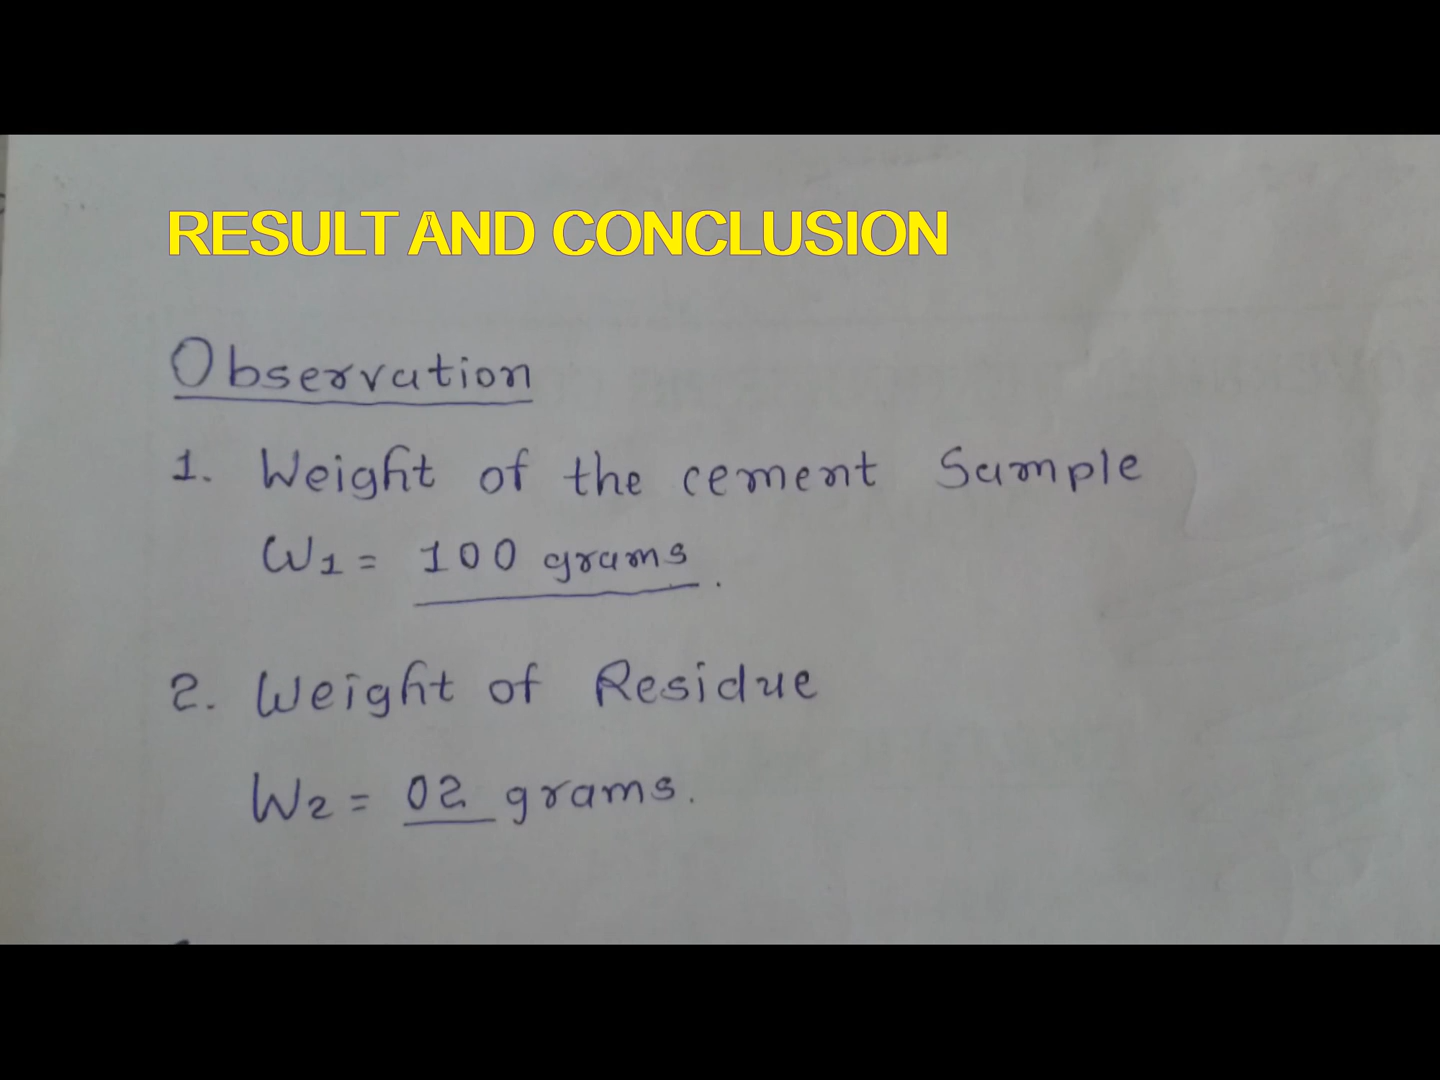 RESULT AND CONCLUSION
Observation
1. Weight of the cement Sample
W1 = 100 grams.
2. Weight of Residue
W2 = 02 grams.